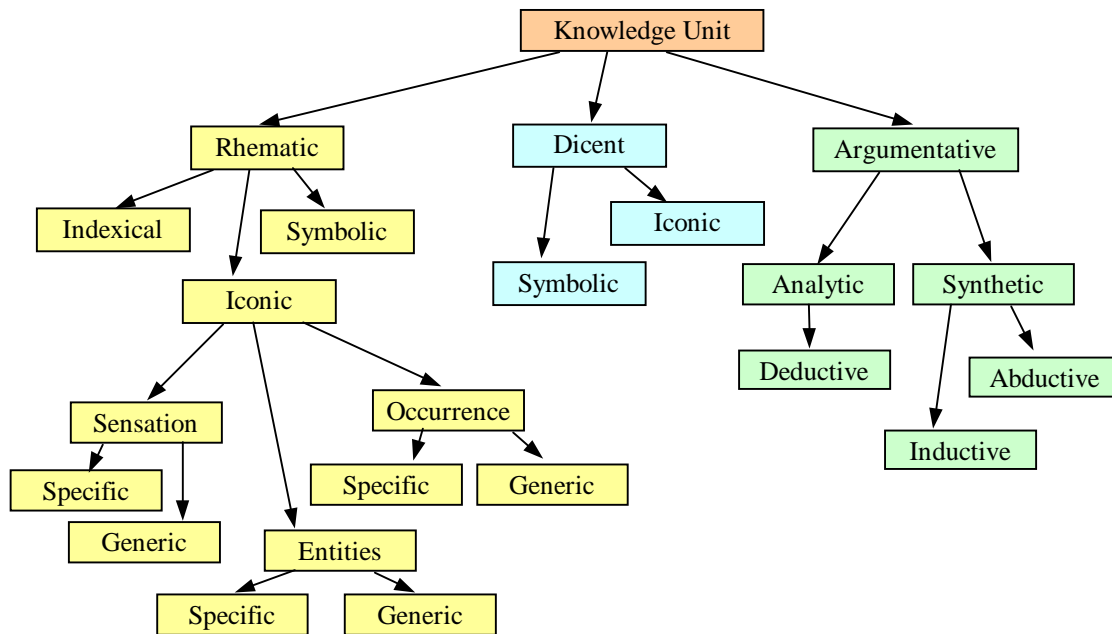 Knowledge Unit
Rhematic
Dicent
Argumentative
Indexical
Symbolic
Iconic
Symbolic
Analytic
Synthetic
Iconic
Deductive
Abductive
Sensation
Occurrence
Inductive
Specific
Specific
Generic
Generic
Entities
Specific
Generic